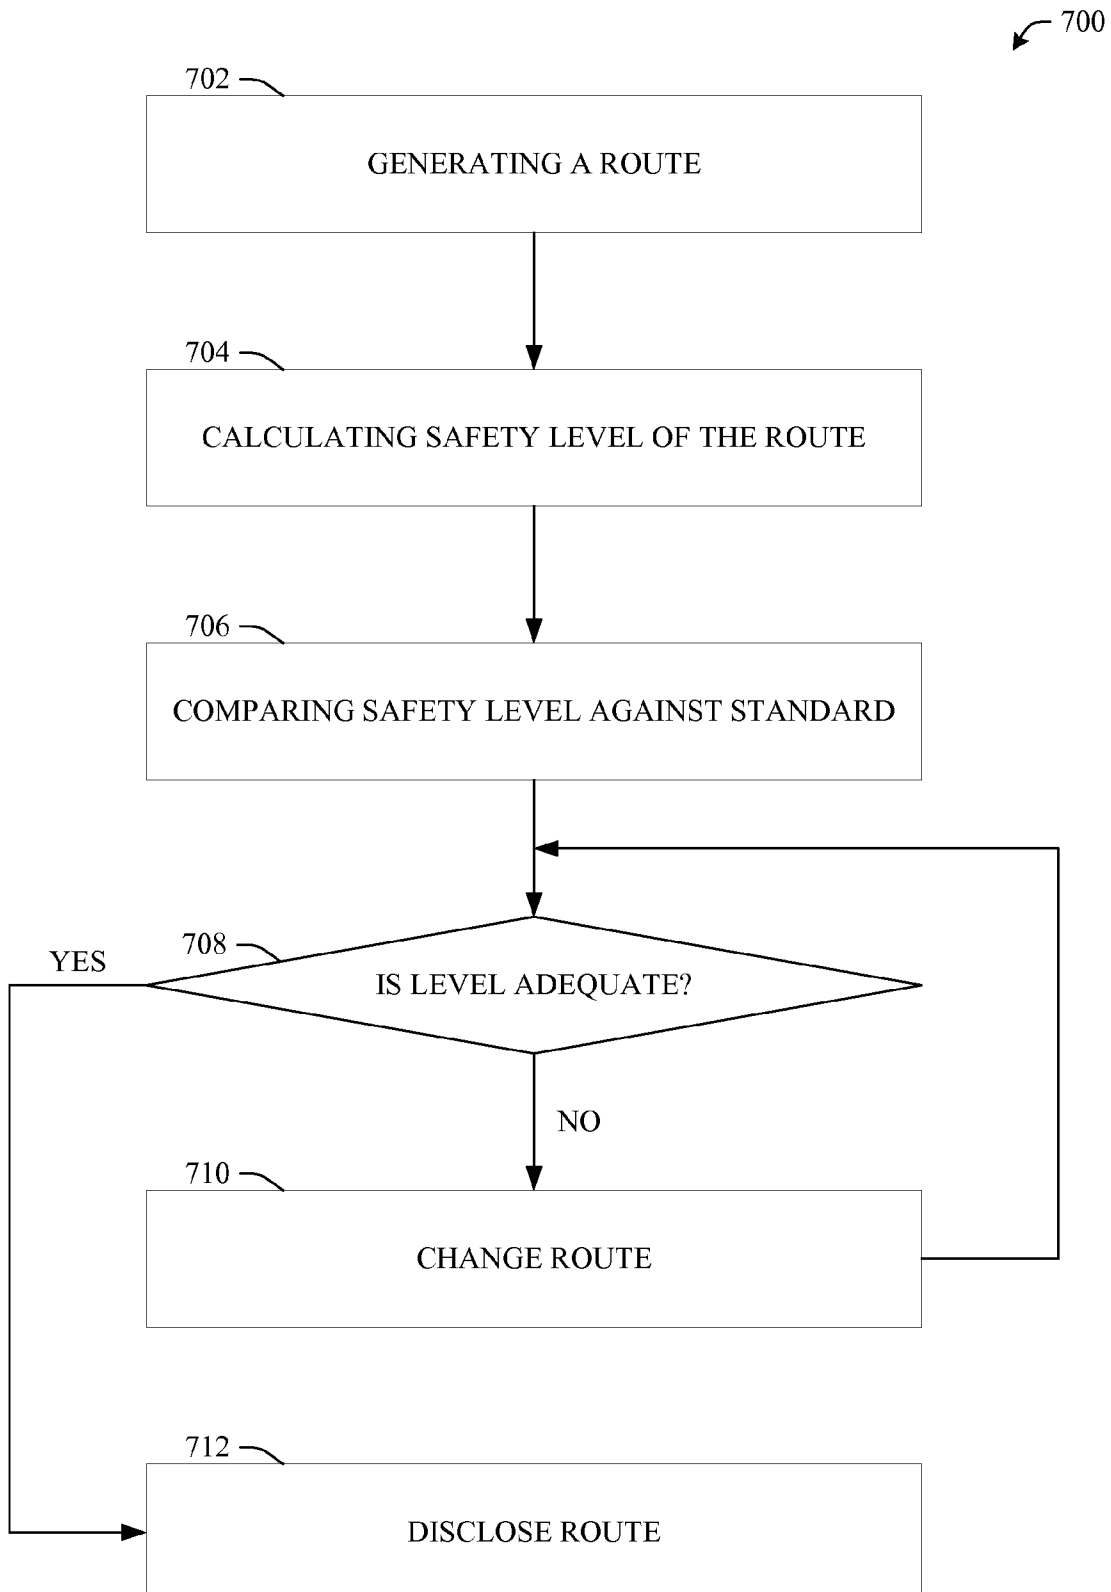 700
702
GENERATING A ROUTE
704
CALCULATING SAFETY LEVEL OF THE ROUTE
706
COMPARING SAFETY LEVEL AGAINST STANDARD
708
YES
IS LEVEL ADEQUATE?
NO
710
CHANGE ROUTE
712
DISCLOSE ROUTE